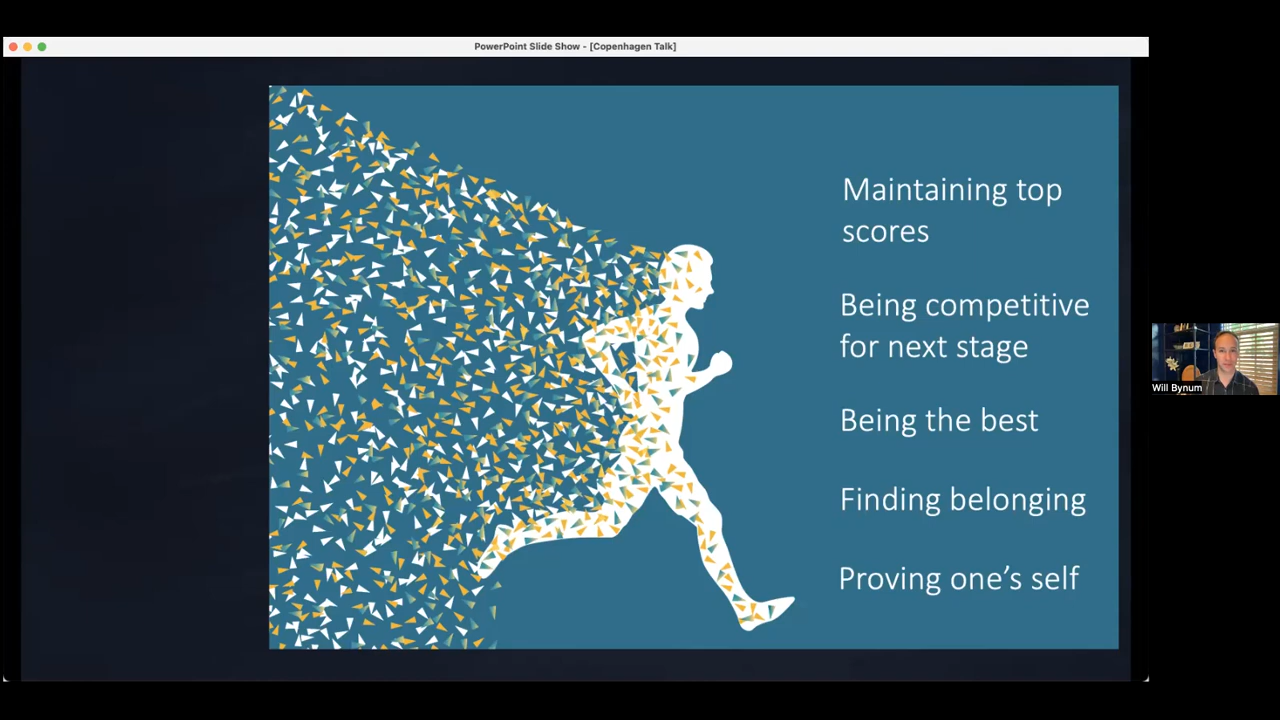 PowerPoint Slide Show - [Copenhagen Talk]
Maintaining top
scores
Being competitive
for next stage
Being the best
Finding belonging
Proving one’s self
Will Bynum